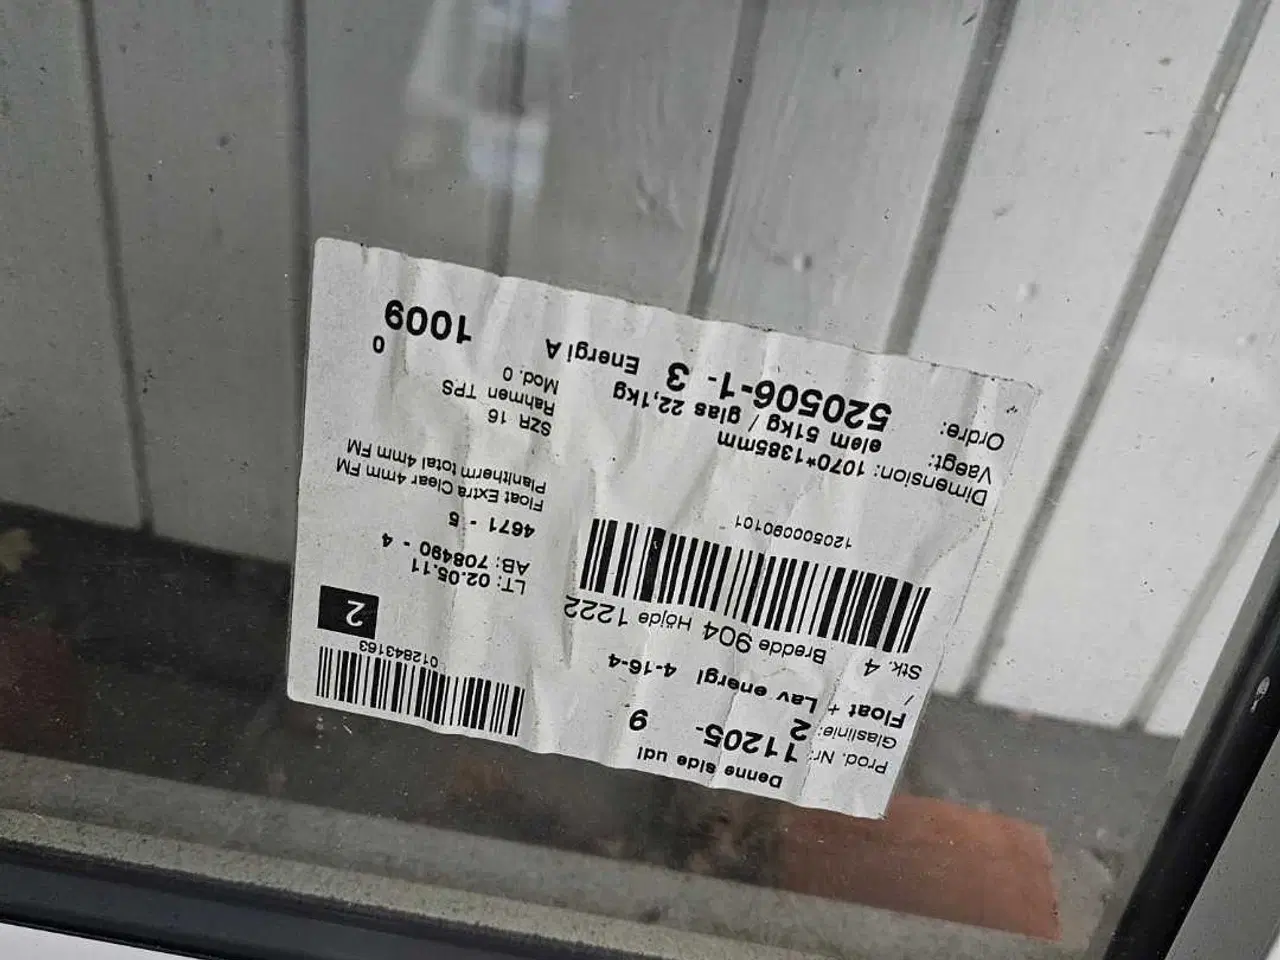 Denne side ud!
Prod. Nr: 11205- 9
Glaslinie: 2
Float + Lav energi 4-16-4
/
Stk. 4 Bredde 904 Höjde 1222
120500090101
Dimension: 1070*1385mm
Vaegt: elem 51kg / glas 22,1kg
Ordre: 520506-1- 3 Energi A
012843163
2
LT: 02.05.11
AB: 708490 - 4
4671 - 5
Float Extra Clear 4mm FM
Planitherm total 4mm FM
SZR 16
Rahmen TPS
Mod. 0
0
1009